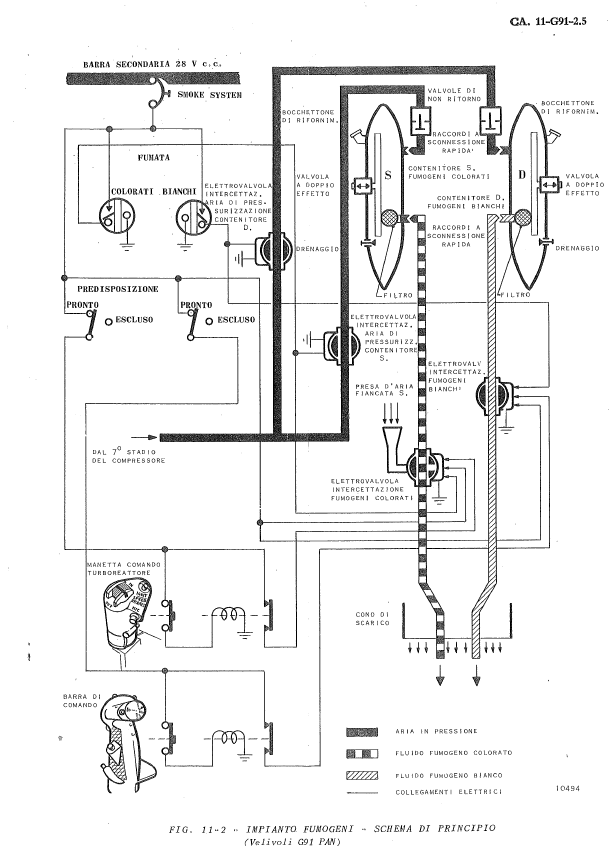 CA. 11-G91-2.5
BARRA SECONDARIA 28 V c.c.
SMOKE SYSTEM
FUMATA
COLORATI BIANCHI
ELETTROVALVOLA
INTERCETTAZ.
ARIA DI PRES-
SURIZZAZIONE
CONTENITORE
D.
BOCCHETTONE
DI RIFORNIM.
VALVOLE DI
NON RITORNO
BOCCHETTONE
DI RIFORNIM.
RACCORDI A
SCONNESSIONE
RAPIDA
CONTENITORE S.
FUMOGENI COLORATI
VALVOLA
A DOPPIO
EFFETTO
S
D
VALVOLA
A DOPPIO
EFFETTO
CONTENITORE D.
FUMOGENI BIANCHI
RACCORDI A
SCONNESSIONE
RAPIDA
DRENAGGIO
DRENAGGIO
FILTRO
FILTRO
PREDISPOSIZIONE
PRONTO
ESCLUSO
PRONTO
ESCLUSO
ELETTROVALVOLA
INTERCETTAZ.
ARIA DI
PRESSURIZZ.
CONTENITORE
S.
ELETTROVALV
INTERCETTAZ.
FUMOGENI
BIANCHI
PRESA D'ARIA
FIANCATA S.
DAL 7° STADIO
DEL COMPRESSORE
ELETTROVALVOLA
INTERCETTAZIONE
FUMOGENI COLORATI
MANETTA COMANDO
TURBOREATTORE
CONO DI
SCARICO
BARRA DI
COMANDO
ARIA IN PRESSIONE
FLUIDO FUMOGENO COLORATO
FLUIDO FUMOGENO BIANCO
COLLEGAMENTI ELETTRICI
10494
FIG. 11-2 - IMPIANTO FUMOGENI - SCHEMA DI PRINCIPIO
(Velivoli G91 PAN)